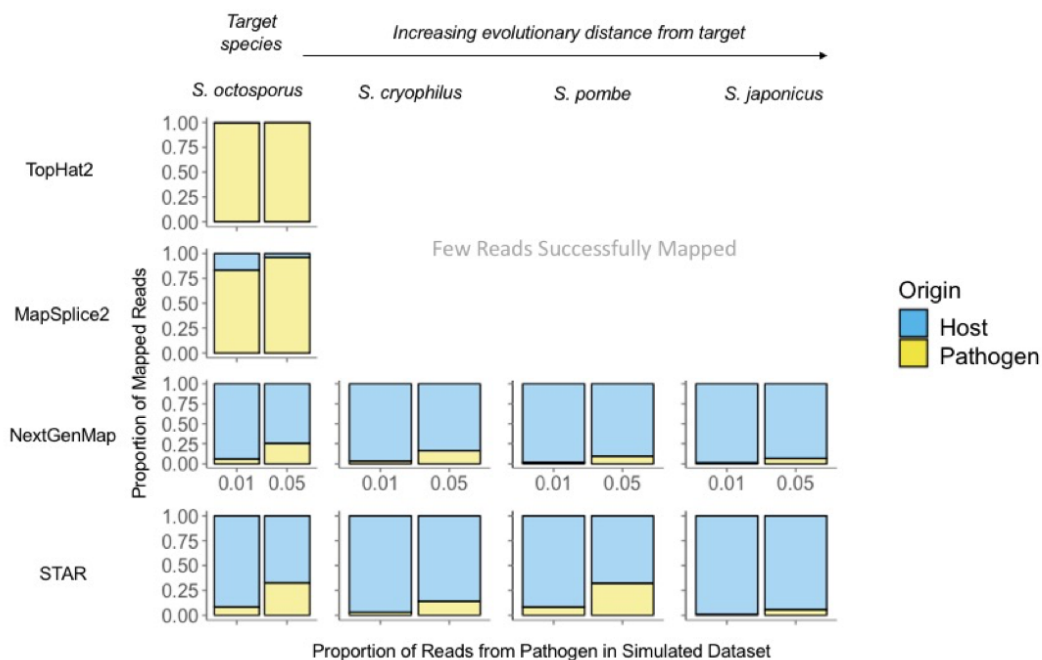 Target
species
Increasing evolutionary distance from target
S. octosporus
S. cryophilus
S. pombe
S. japonicus
TopHat2
1.00
0.75
0.50
0.25
0.00
MapSplice2
1.00
0.75
0.50
0.25
0.00
Few Reads Successfully Mapped
Proportion of Mapped Reads
Origin
Host
Pathogen
NextGenMap
1.00
0.75
0.50
0.25
0.00
0.01 0.05 0.01 0.05 0.01 0.05 0.01 0.05
STAR
1.00
0.75
0.50
0.25
0.00
Proportion of Reads from Pathogen in Simulated Dataset